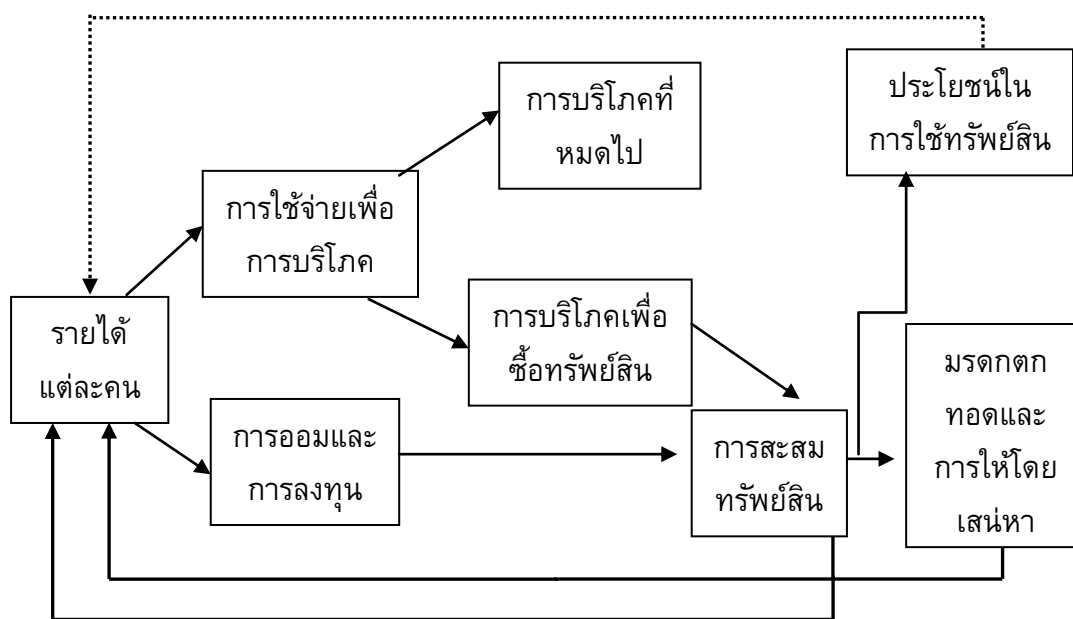 การบริโภคที่
หมดไป
ประโยชน์ใน
การใช้ทรัพย์สิน
การใช้จ่ายเพื่อ
การบริโภค
การบริโภคเพื่อ
ซื้อทรัพย์สิน
รายได้
แต่ละคน
มรดกตก
ทอดและ
การให้โดย
เสน่หา
การออมและ
การลงทุน
การสะสม
ทรัพย์สิน